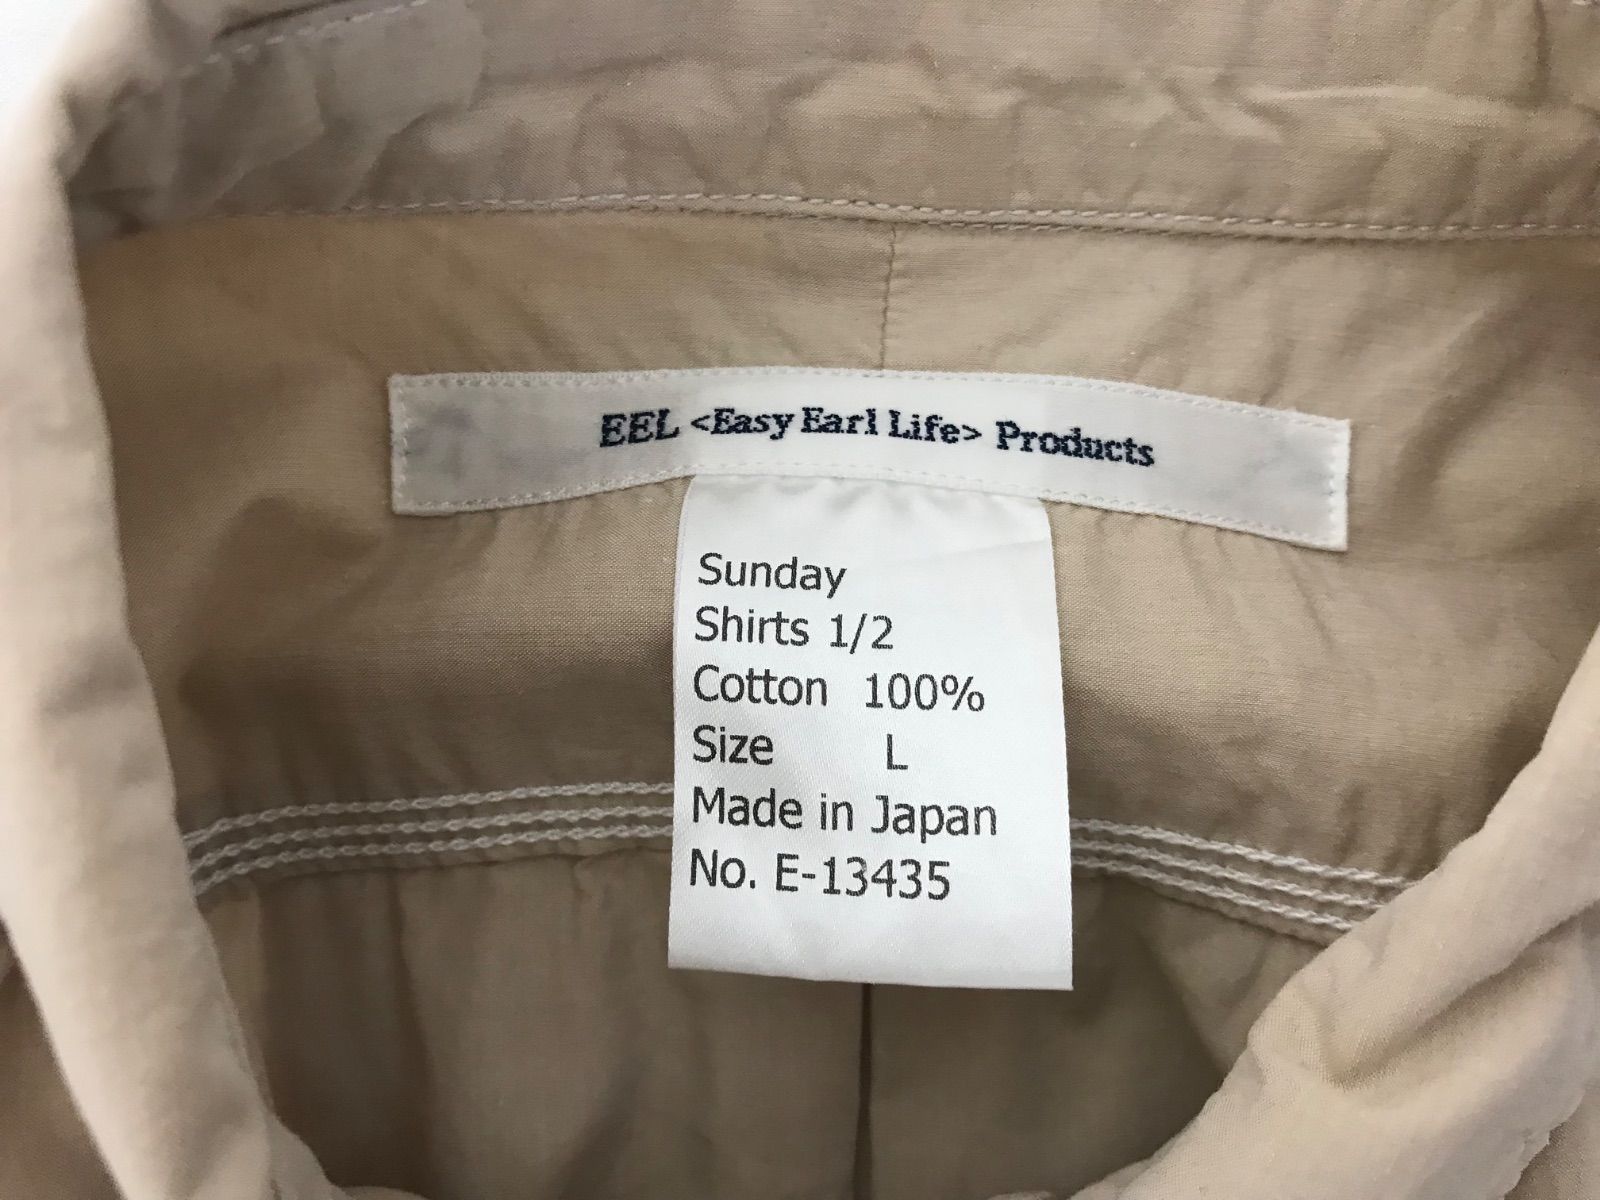 EEL <Easy Earl Life> Products
Sunday
Shirts 1/2
Cotton 100%
Size L
Made in Japan
No. E-13435